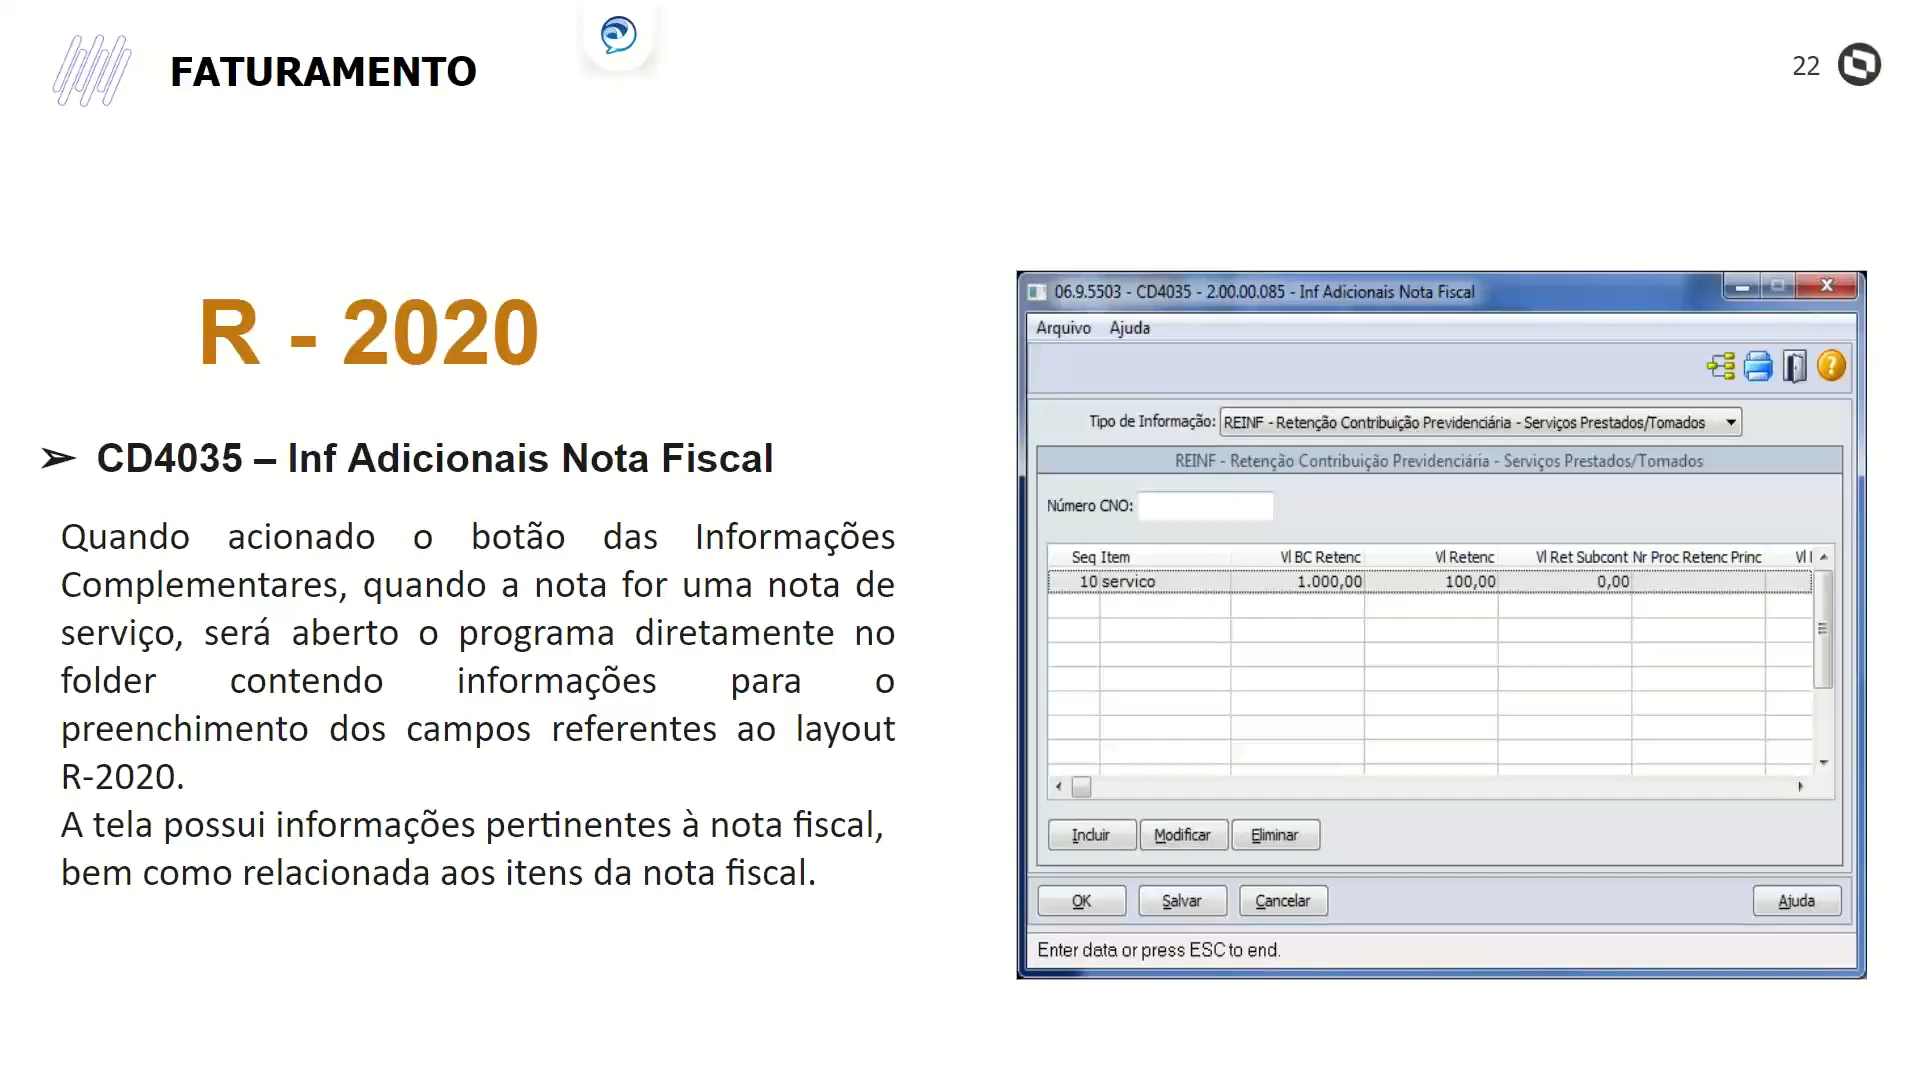 FATURAMENTO
22
R - 2020
➢ CD4035 – Inf Adicionais Nota Fiscal
Quando acionado o botão das Informações
Complementares, quando a nota for uma nota de
serviço, será aberto o programa diretamente no
folder contendo informações para o
preenchimento dos campos referentes ao layout
R-2020.
A tela possui informações pertinentes à nota fiscal,
bem como relacionada aos itens da nota fiscal.
06.9.5503 - CD4035 - 2.00.00.085 - Inf Adicionais Nota Fiscal
Arquivo Ajuda
Tipo de Informação: REINF - Retenção Contribuição Previdenciária - Serviços Prestados/Tomados
REINF - Retenção Contribuição Previdenciária - Serviços Prestados/Tomados
Número CNO:
Seq Item Vl BC Retenc Vl Retenc Vl Ret Subcont Nr Proc Retenc Princ Vl
10 servico 1.000,00 100,00 0,00
Incluir Modificar Eliminar
OK Salvar Cancelar Ajuda
Enter data or press ESC to end.